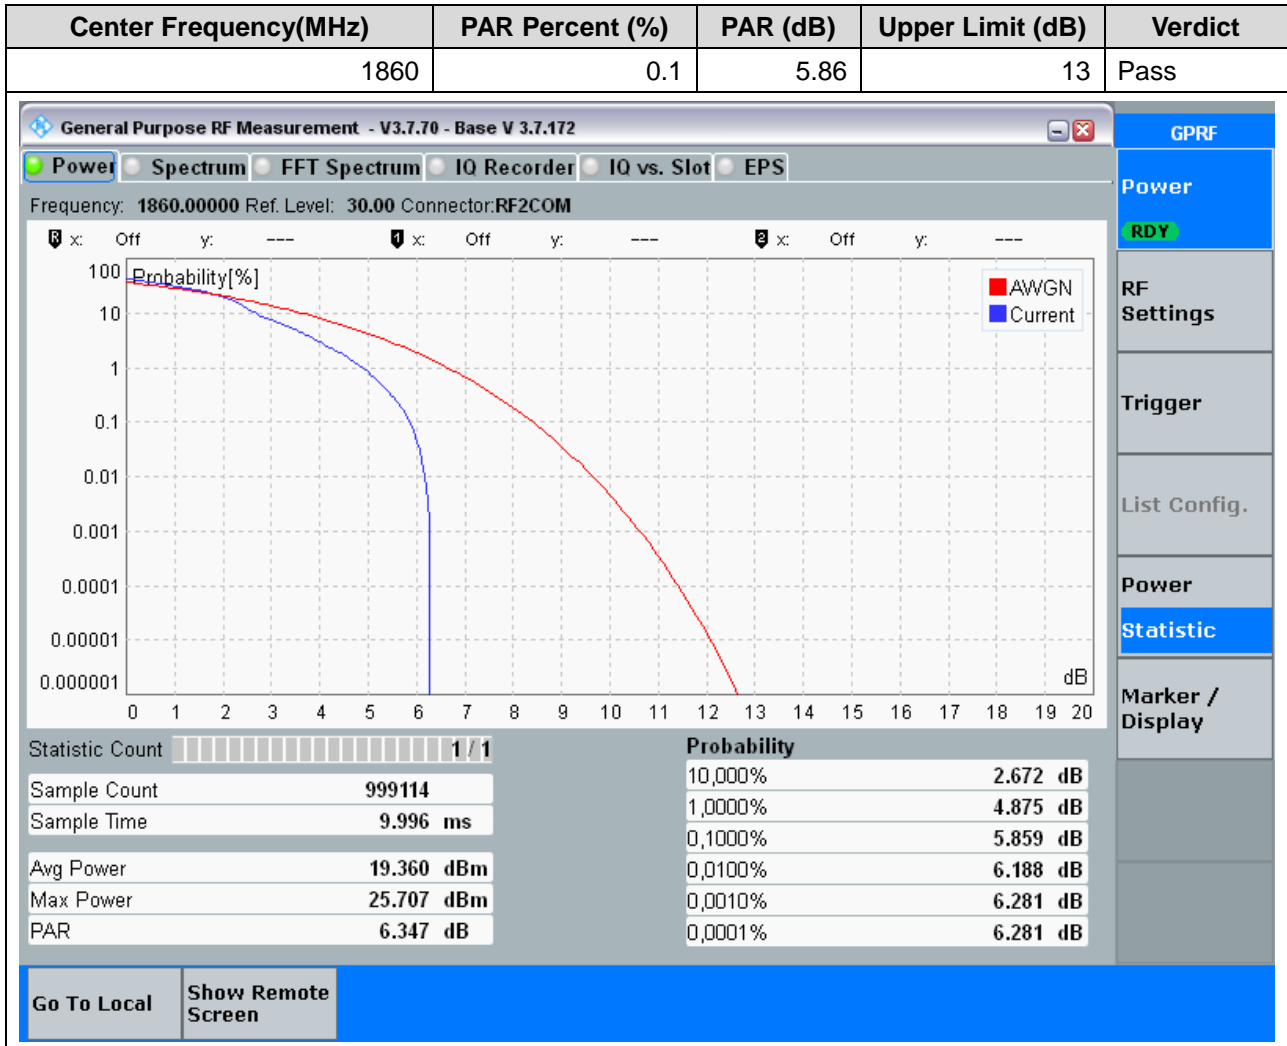 Center Frequency(MHz) PAR Percent (%) PAR (dB) Upper Limit (dB) Verdict
1860 0.1 5.86 13 Pass
General Purpose RF Measurement - V3.7.70 - Base V 3.7.172
GPRF
Power Spectrum FFT Spectrum IQ Recorder IQ vs. Slot EPS
Power
RDY
Frequency: 1860.00000 Ref. Level: 30.00 Connector:RF2COM
R x: Off y: --- 1 x: Off y: --- 2 x: Off y: ---
Probability[%]
AWGN
Current
100
10
1
0.1
0.01
0.001
0.0001
0.00001
0.000001
dB
0 1 2 3 4 5 6 7 8 9 10 11 12 13 14 15 16 17 18 19 20
RF
Settings
Trigger
List Config.
Power
Statistic
Marker /
Display
Statistic Count 1 / 1
Sample Count 999114
Sample Time 9.996 ms
Avg Power 19.360 dBm
Max Power 25.707 dBm
PAR 6.347 dB
Probability
10,000% 2.672 dB
1,0000% 4.875 dB
0,1000% 5.859 dB
0,0100% 6.188 dB
0,0010% 6.281 dB
0,0001% 6.281 dB
Go To Local
Show Remote
Screen